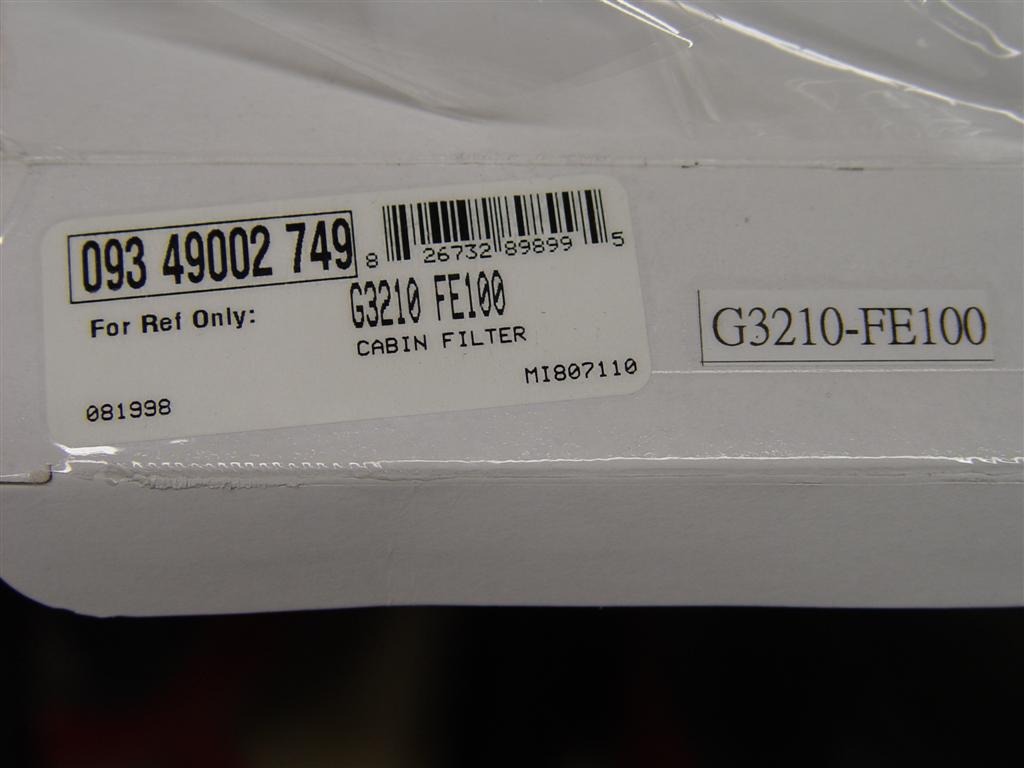 093 49002 749
8 26732 89899 5
For Ref Only:
G3210 FE100
CABIN FILTER
MI807110
081998
G3210-FE100